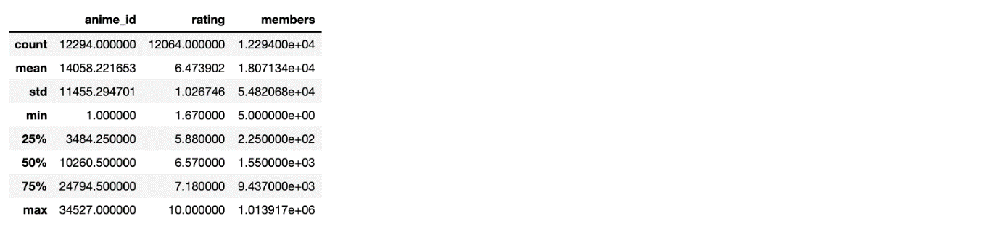 anime_id rating members
count 12294.000000 12064.000000 1.229400e+04
mean 14058.221653 6.473902 1.807134e+04
std 11455.294701 1.026746 5.482068e+04
min 1.000000 1.670000 5.000000e+00
25% 3484.250000 5.880000 2.250000e+02
50% 10260.500000 6.570000 1.550000e+03
75% 24794.500000 7.180000 9.437000e+03
max 34527.000000 10.000000 1.013917e+06